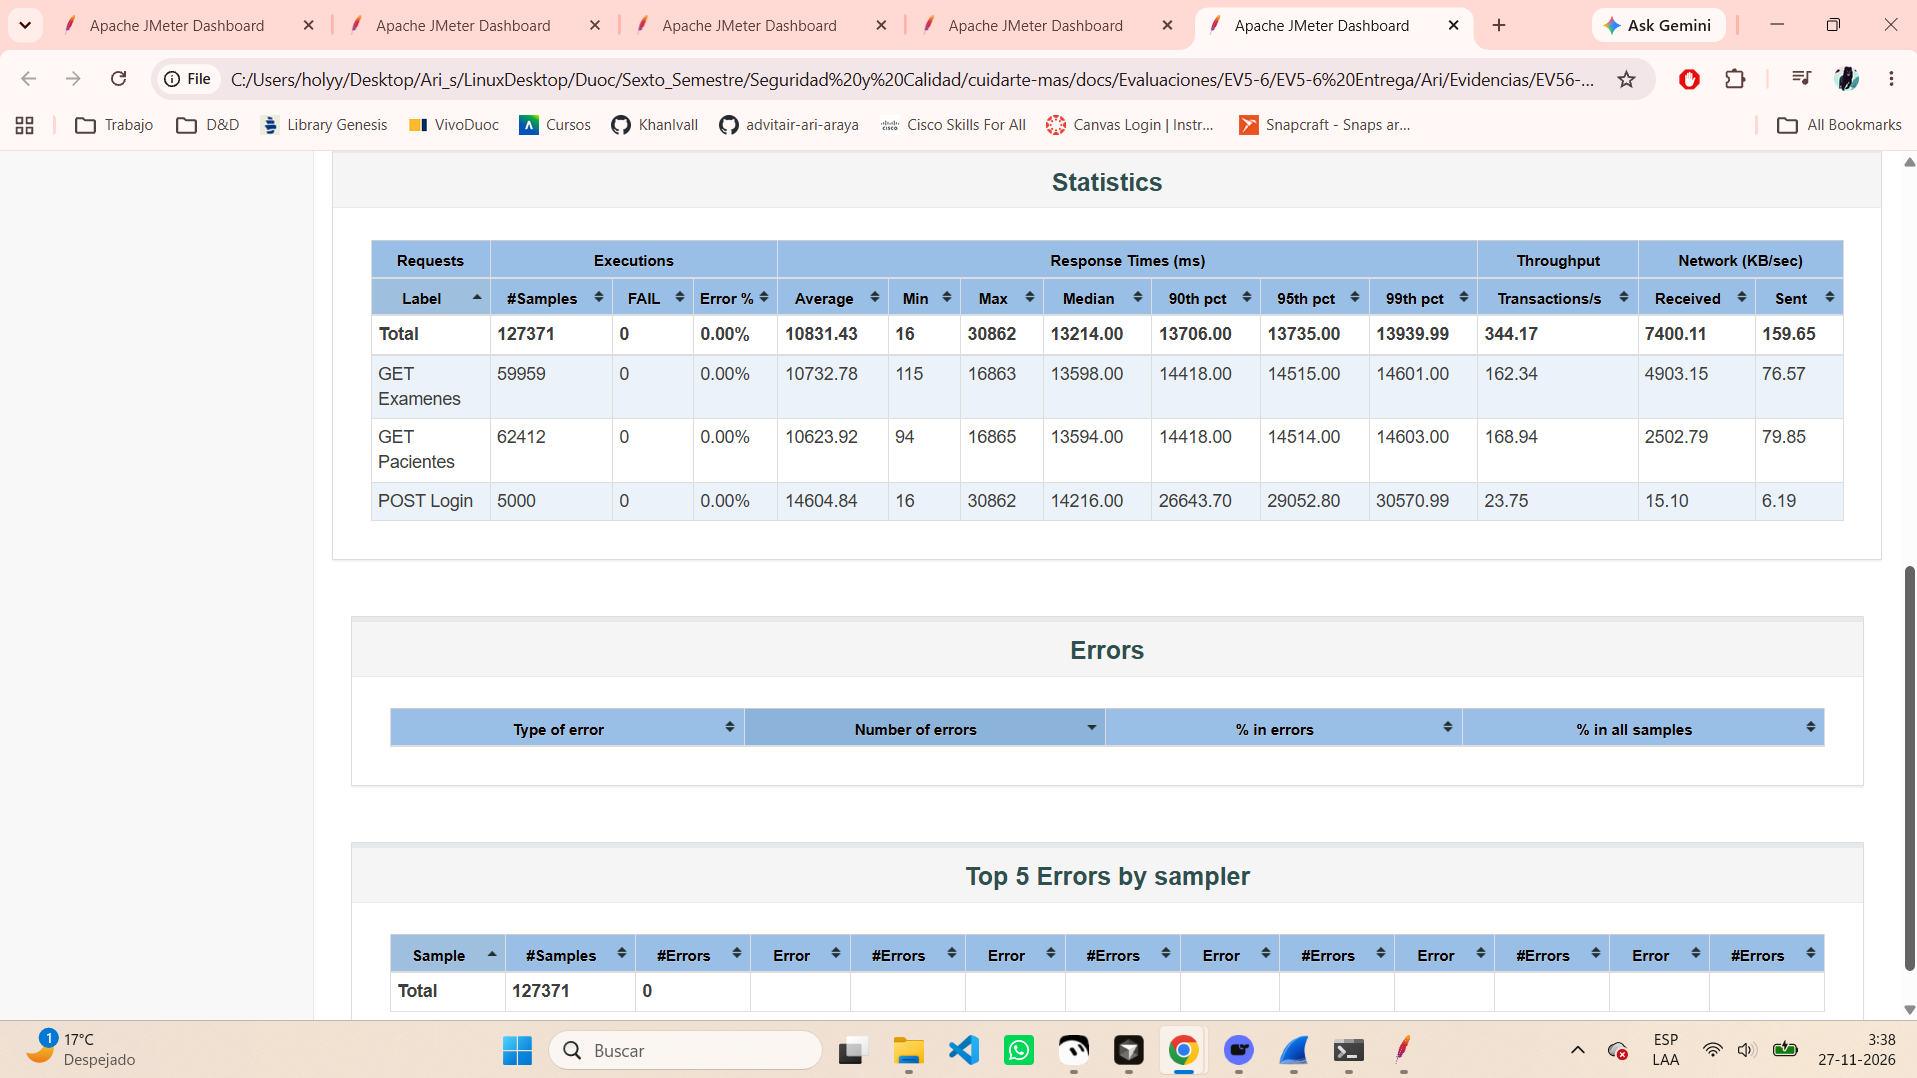 Apache JMeter Dashboard
Apache JMeter Dashboard
Apache JMeter Dashboard
Apache JMeter Dashboard
Apache JMeter Dashboard
Ask Gemini
File C:/Users/holyy/Desktop/Ari_s/LinuxDesktop/Duoc/Sexto_Semestre/Seguridad%20y%20Calidad/cuidarte-mas/docs/Evaluaciones/EV5-6/EV5-6%20Entrega/Ari/Evidencias/EV56-...
Trabajo D&D Library Genesis VivoDuoc Cursos Khanlvall advitair-ari-araya Cisco Skills For All Canvas Login | Instr... Snapcraft - Snaps ar... All Bookmarks
Statistics
Requests Executions Response Times (ms) Throughput Network (KB/sec)
Label #Samples FAIL Error % Average Min Max Median 90th pct 95th pct 99th pct Transactions/s Received Sent
Total 127371 0 0.00% 10831.43 16 30862 13214.00 13706.00 13735.00 13939.99 344.17 7400.11 159.65
GET Examenes 59959 0 0.00% 10732.78 115 16863 13598.00 14418.00 14515.00 14601.00 162.34 4903.15 76.57
GET Pacientes 62412 0 0.00% 10623.92 94 16865 13594.00 14418.00 14514.00 14603.00 168.94 2502.79 79.85
POST Login 5000 0 0.00% 14604.84 16 30862 14216.00 26643.70 29052.80 30570.99 23.75 15.10 6.19
Errors
Type of error Number of errors % in errors % in all samples
Top 5 Errors by sampler
Sample #Samples #Errors Error #Errors Error #Errors Error #Errors Error #Errors Error #Errors
Total 127371 0
1
17°C
Despejado
Buscar
ESP
LAA
3:38
27-11-2026